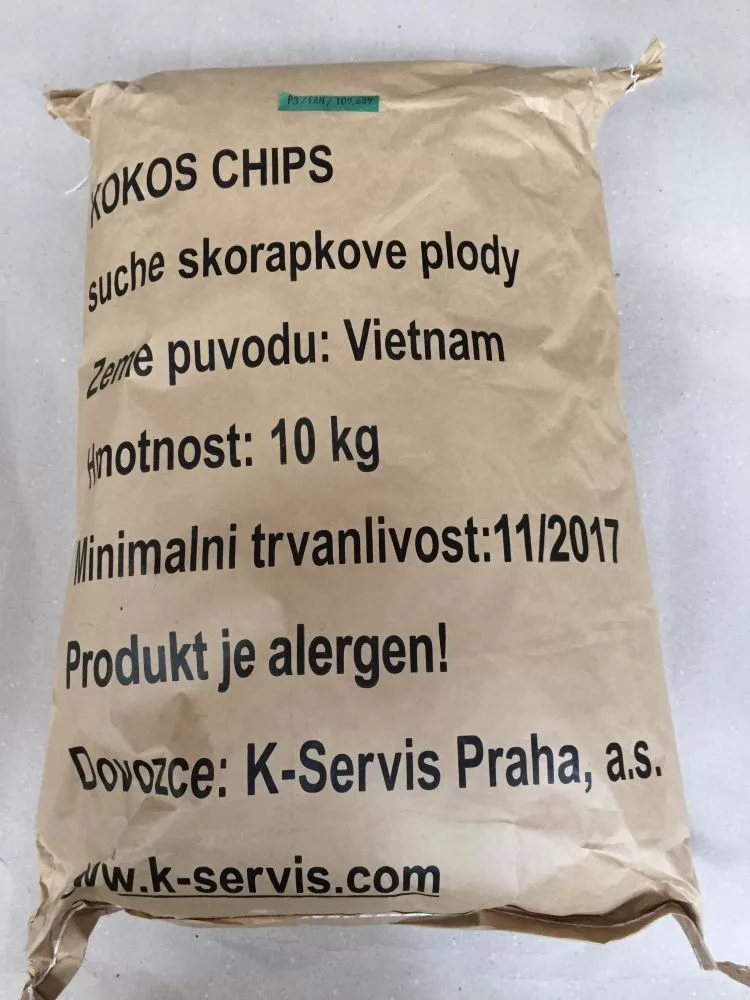 P3/FAN/109,639
KOKOS CHIPS
suche skorapkove plody
Zeme puvodu: Vietnam
Hmotnost: 10 kg
Minimalni trvanlivost:11/2017
Produkt je alergen!
Dovozce: K-Servis Praha, a.s.
www.k-servis.com